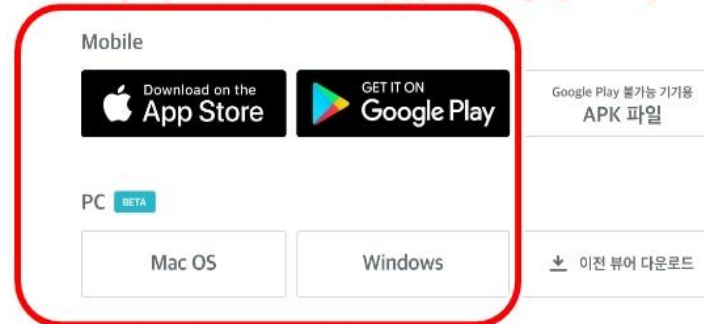 Mobile
Download on the
App Store
GET IT ON
Google Play
Google Play 불가능 기기용
APK 파일
PC BETA
Mac OS
Windows
이전 뷰어 다운로드